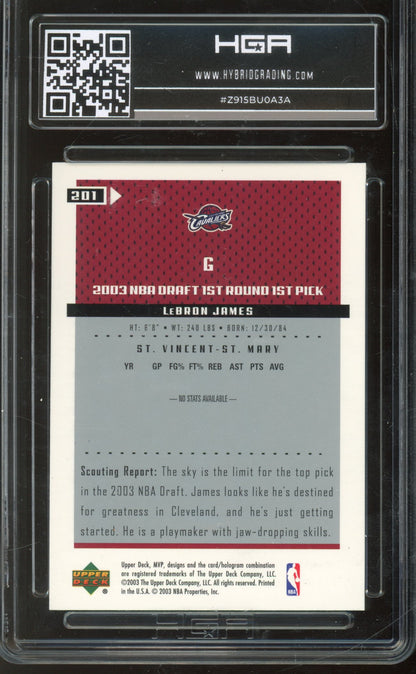 HGA
WWW.HYBRIDGRADING.COM
#Z91SBU0A3A
201
CAVALIERS
G
2003 NBA DRAFT 1ST ROUND 1ST PICK
LeBRON JAMES
HT: 6'8" • WT: 240 LBS • BORN: 12/30/84
ST. VINCENT-ST. MARY
YR GP FG% FT% REB AST PTS AVG
— NO STATS AVAILABLE —
Scouting Report: The sky is the limit for the top pick
in the 2003 NBA Draft. James looks like he's destined
for greatness in Cleveland, and he's just getting
started. He is a playmaker with jaw-dropping skills.
UPPER DECK ®
Upper Deck, MVP, designs and the card/hologram combination
are registered trademarks of The Upper Deck Company, LLC.
©2003 The Upper Deck Company, LLC. All rights reserved. Printed
in the U.S.A. © 2003 NBA Properties, Inc.
NBA
HGA